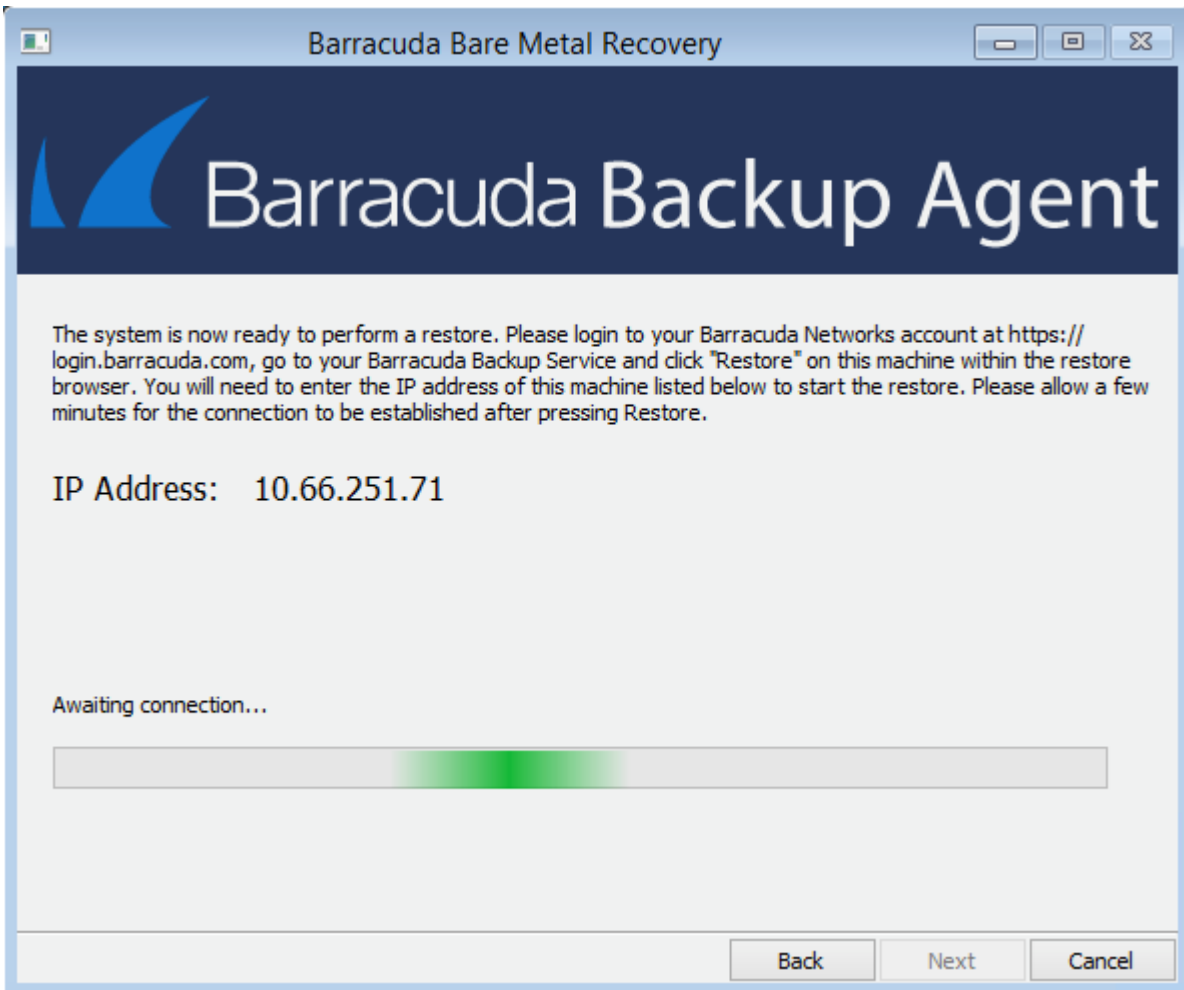 Barracuda Bare Metal Recovery
Barracuda Backup Agent
The system is now ready to perform a restore. Please login to your Barracuda Networks account at https://
login.barracuda.com, go to your Barracuda Backup Service and click "Restore" on this machine within the restore
browser. You will need to enter the IP address of this machine listed below to start the restore. Please allow a few
minutes for the connection to be established after pressing Restore.
IP Address: 10.66.251.71
Awaiting connection...
Back Next Cancel